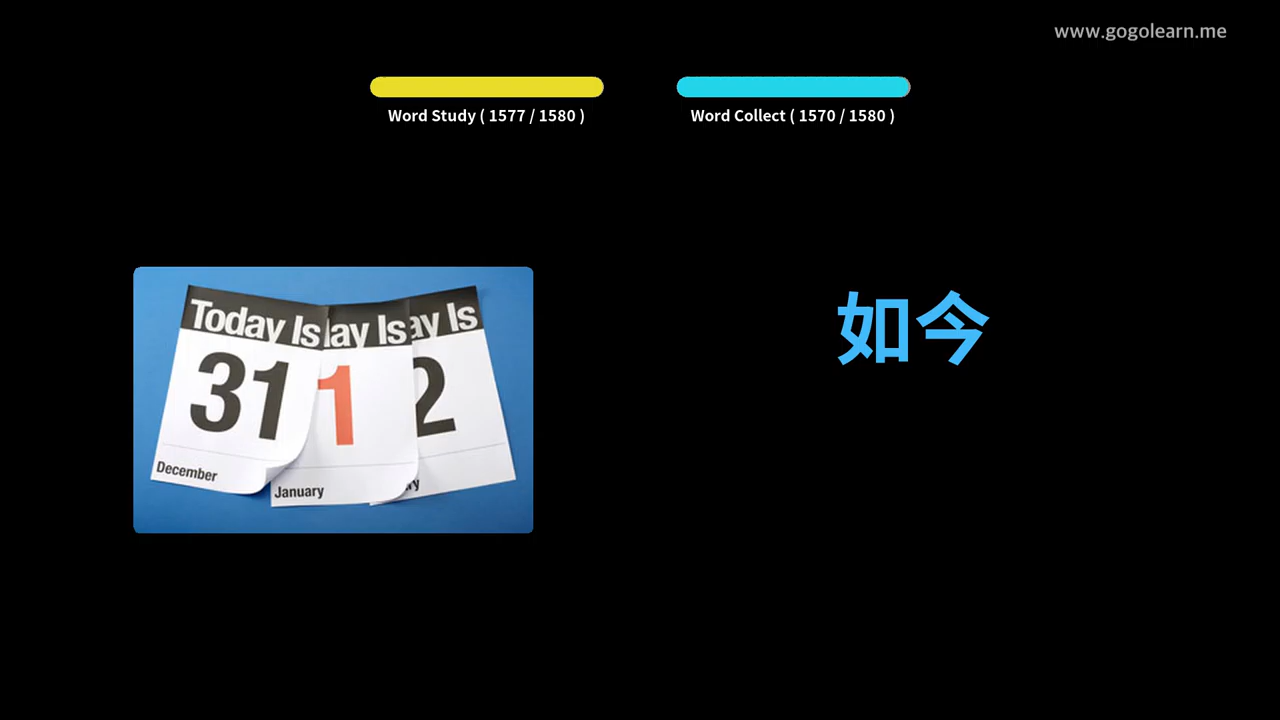 www.gogolearn.me
Word Study ( 1577 / 1580 )
Word Collect ( 1570 / 1580 )
Today Is
ay Is
ay Is
31
1
2
December
January
ry
如今